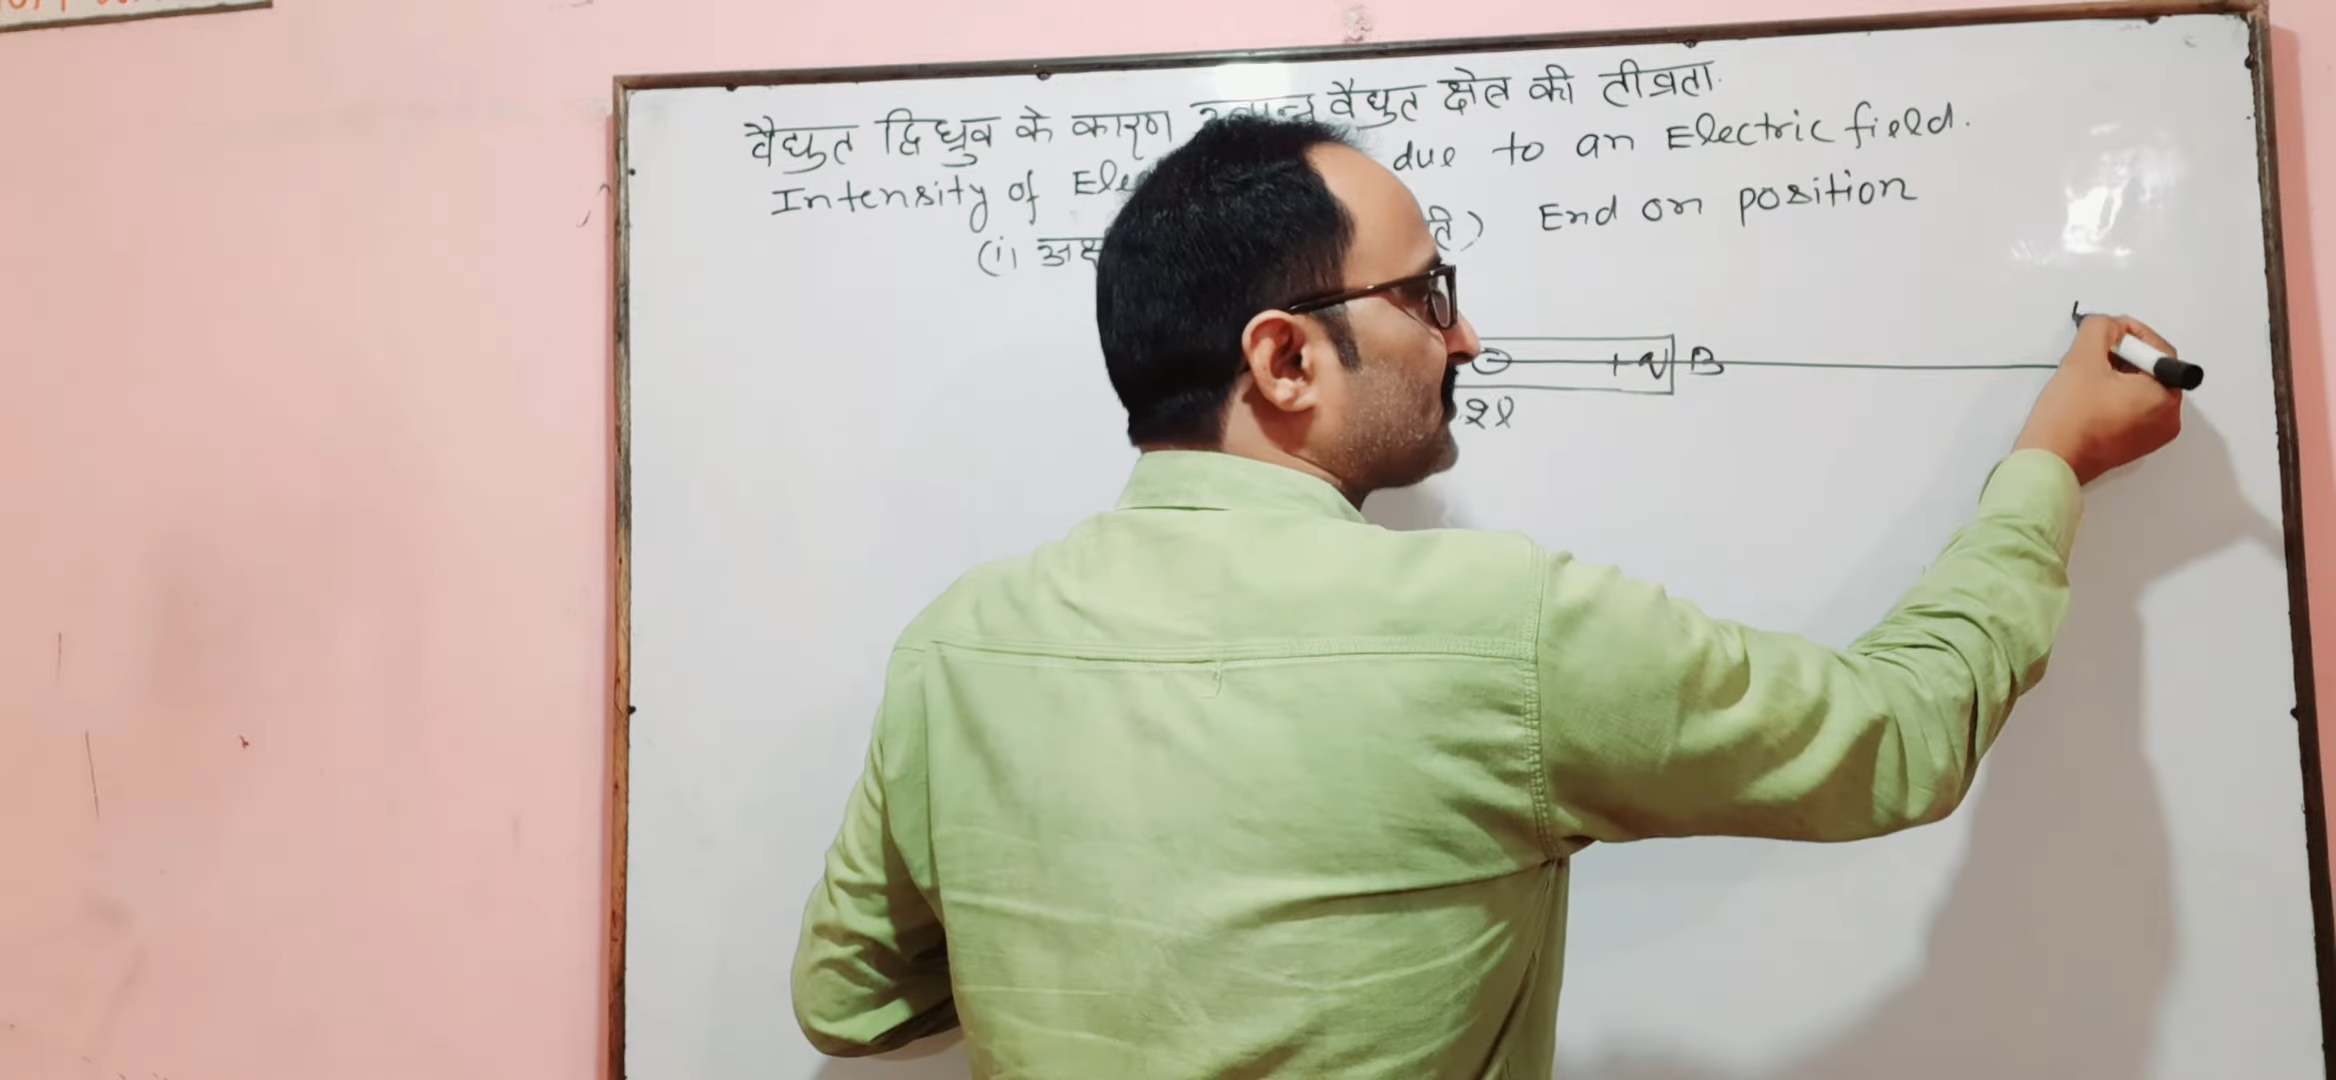 वैद्युत द्विध्रुव के कारण वैद्युत क्षेत्र की तीव्रता
Intensity of due to an Electric field.
(i) End on position
+q B
2l